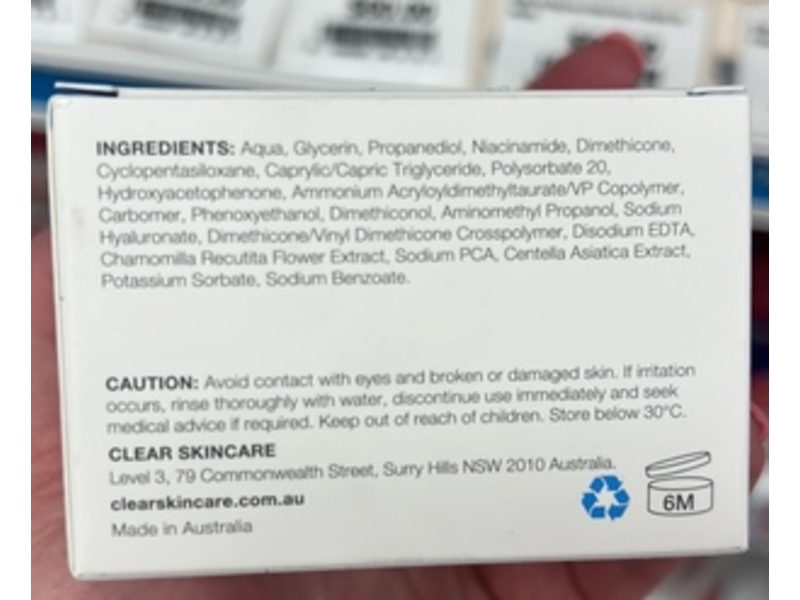 INGREDIENTS: Aqua, Glycerin, Propanediol, Niacinamide, Dimethicone,
Cyclopentasiloxane, Caprylic/Capric Triglyceride, Polysorbate 20,
Hydroxyacetophenone, Ammonium Acryloyldimethyltaurate/VP Copolymer,
Carbomer, Phenoxyethanol, Dimethiconol, Aminomethyl Propanol, Sodium
Hyaluronate, Dimethicone/Vinyl Dimethicone Crosspolymer, Disodium EDTA,
Chamomilla Recutita Flower Extract, Sodium PCA, Centella Asiatica Extract,
Potassium Sorbate, Sodium Benzoate.
CAUTION: Avoid contact with eyes and broken or damaged skin. If irritation
occurs, rinse thoroughly with water, discontinue use immediately and seek
medical advice if required. Keep out of reach of children. Store below 30°C.
CLEAR SKINCARE
Level 3, 79 Commonwealth Street, Surry Hills NSW 2010 Australia.
clearskincare.com.au
Made in Australia
6M